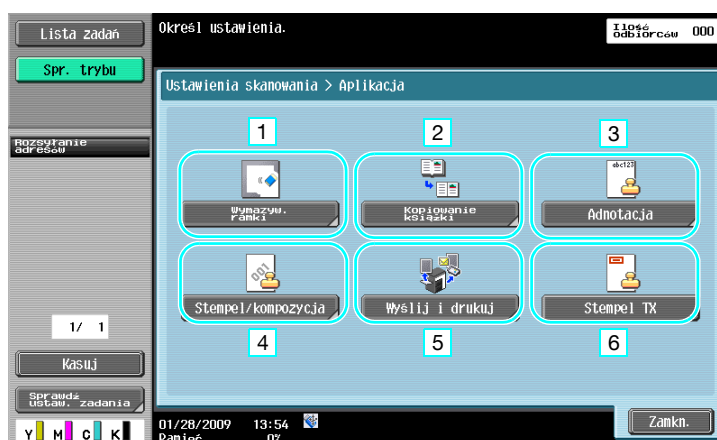 Lista zadań
Spr. trybu
Rozsyłanie
adresów
1/ 1
Kasuj
Sprawdź
ustaw. zadania
Y M C K
Określ ustawienia.
Ilość
odbiorców 000
Ustawienia skanowania > Aplikacja
1
2
3
Wymazyw.
ramki
Kopiowanie
książki
abc123
Adnotacja
001
Stempel/kompozycja
Wyślij i drukuj
Stempel TX
4
5
6
01/28/2009 13:54
Pamięć 0%
Zamkn.